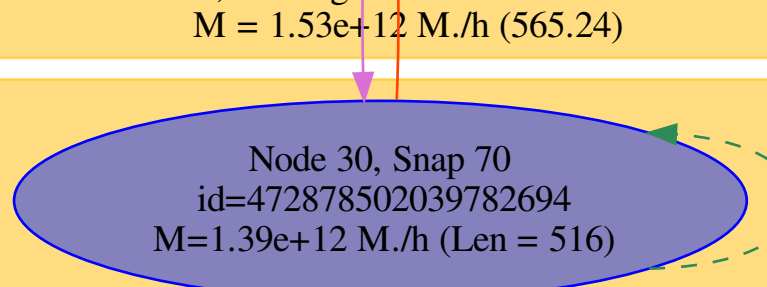 M = 1.53e+12 M./h (565.24)
Node 30, Snap 70
id=472878502039782694
M=1.39e+12 M./h (Len = 516)